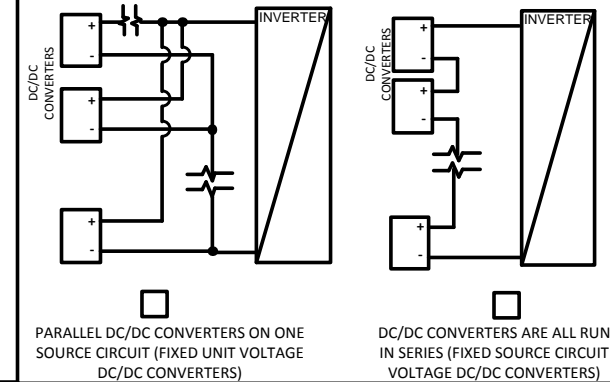 DC/DC
CONVERTERS
+
-
+
-
+
-
INVERTER
PARALLEL DC/DC CONVERTERS ON ONE
SOURCE CIRCUIT (FIXED UNIT VOLTAGE
DC/DC CONVERTERS)
DC/DC
CONVERTERS
+
-
+
-
+
-
INVERTER
DC/DC CONVERTERS ARE ALL RUN
IN SERIES (FIXED SOURCE CIRCUIT
VOLTAGE DC/DC CONVERTERS)